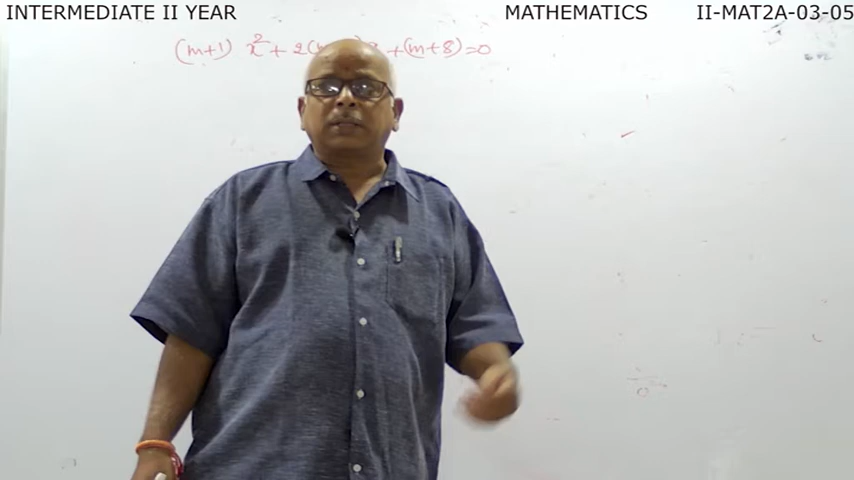 INTERMEDIATE II YEAR MATHEMATICS II-MAT2A-03-05
(m+1) x² + 2( +(m+8)=0